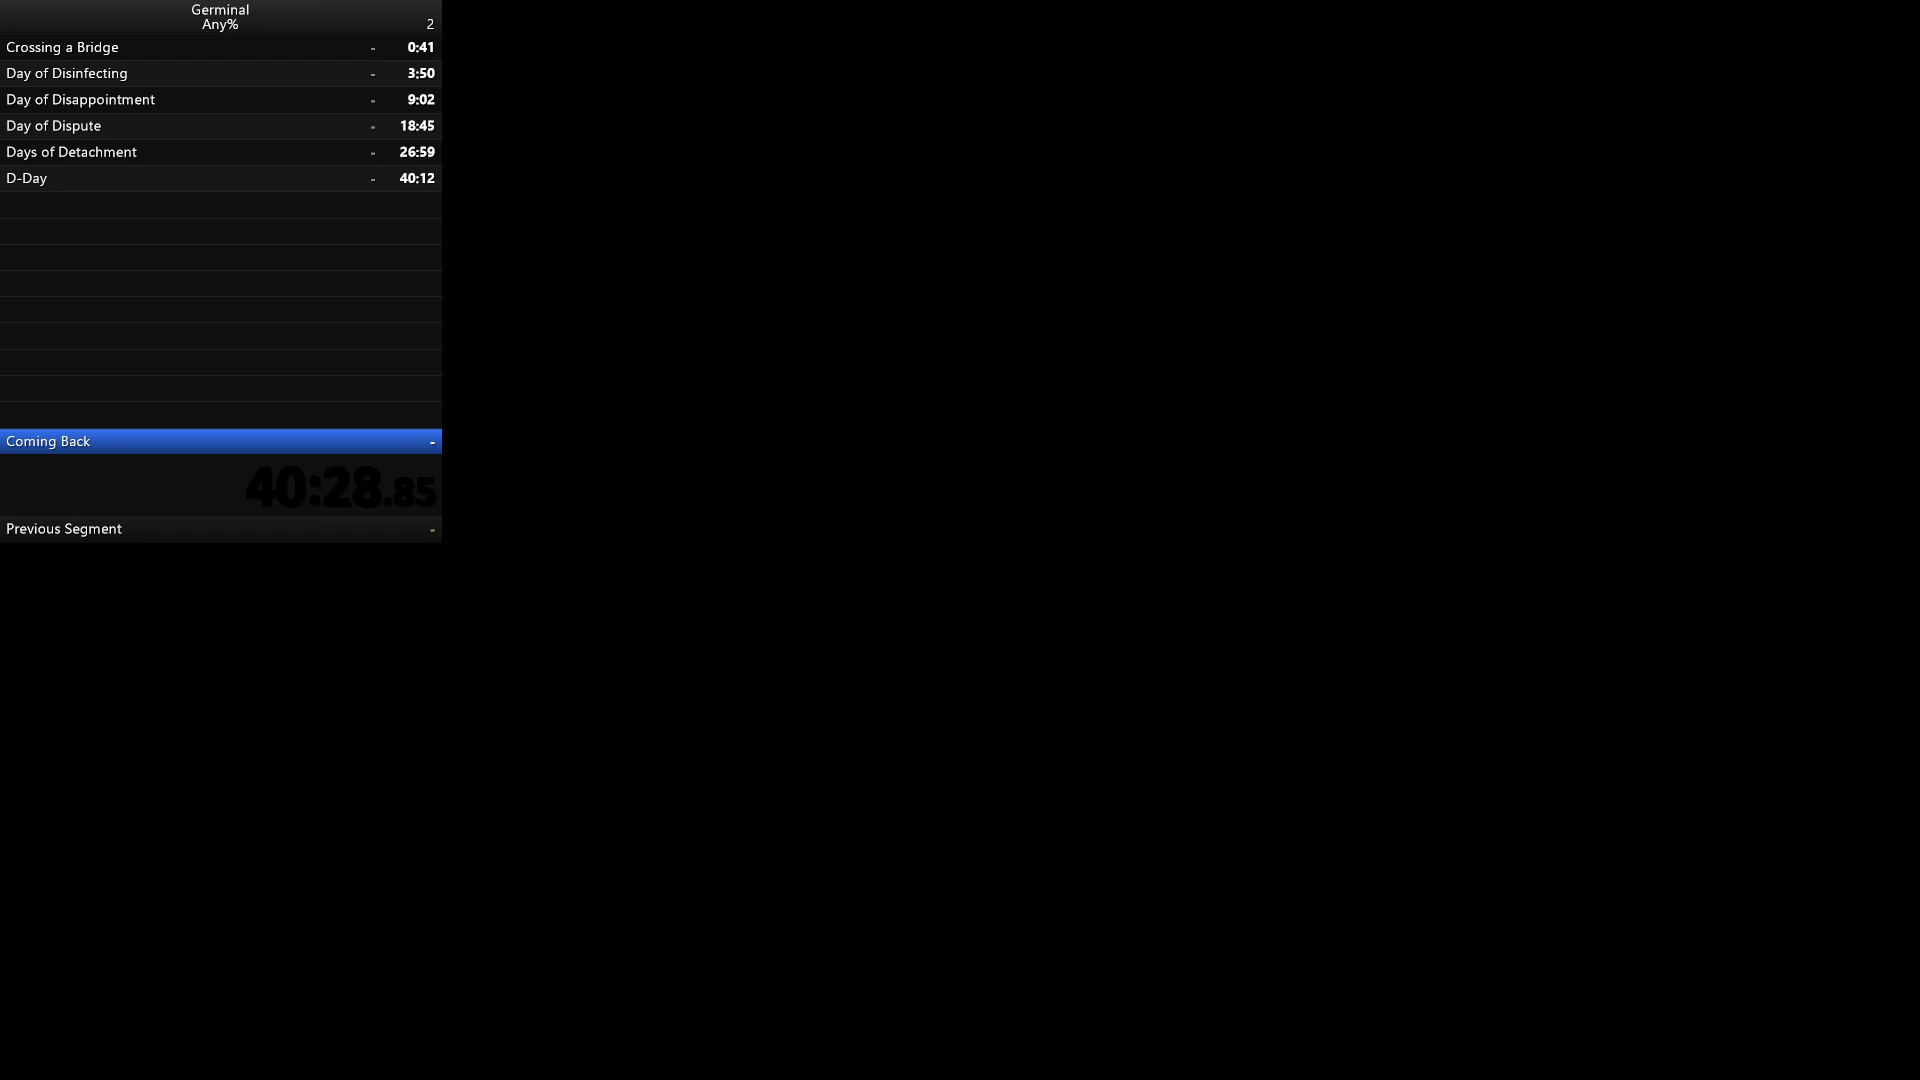 Germinal
Any% 2
Crossing a Bridge - 0:41
Day of Disinfecting - 3:50
Day of Disappointment - 9:02
Day of Dispute - 18:45
Days of Detachment - 26:59
D-Day - 40:12
Coming Back -
40:28.85
Previous Segment -